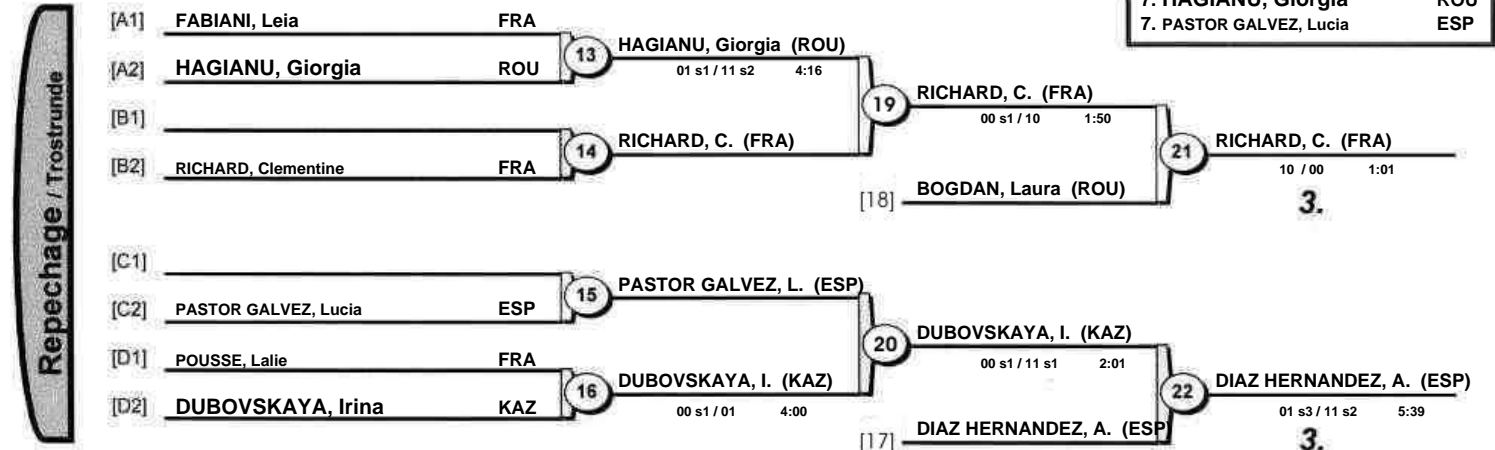 7. HAGIANU, Giorgia ROU
7. PASTOR GALVEZ, Lucia ESP
Repechage / Trostrunde
[A1] FABIANI, Leia FRA
[A2] HAGIANU, Giorgia ROU
13
HAGIANU, Giorgia (ROU)
01 s1 / 11 s2 4:16
[B1]
[B2] RICHARD, Clementine FRA
14
RICHARD, C. (FRA)
19
RICHARD, C. (FRA)
00 s1 / 10 1:50
[18] BOGDAN, Laura (ROU)
21
RICHARD, C. (FRA)
10 / 00 1:01
3.
[C1]
[C2] PASTOR GALVEZ, Lucia ESP
15
PASTOR GALVEZ, L. (ESP)
[D1] POUSSE, Lalie FRA
[D2] DUBOVSKAYA, Irina KAZ
16
DUBOVSKAYA, I. (KAZ)
00 s1 / 01 4:00
20
DUBOVSKAYA, I. (KAZ)
00 s1 / 11 s1 2:01
[17] DIAZ HERNANDEZ, A. (ESP
22
DIAZ HERNANDEZ, A. (ESP)
01 s3 / 11 s2 5:39
3.